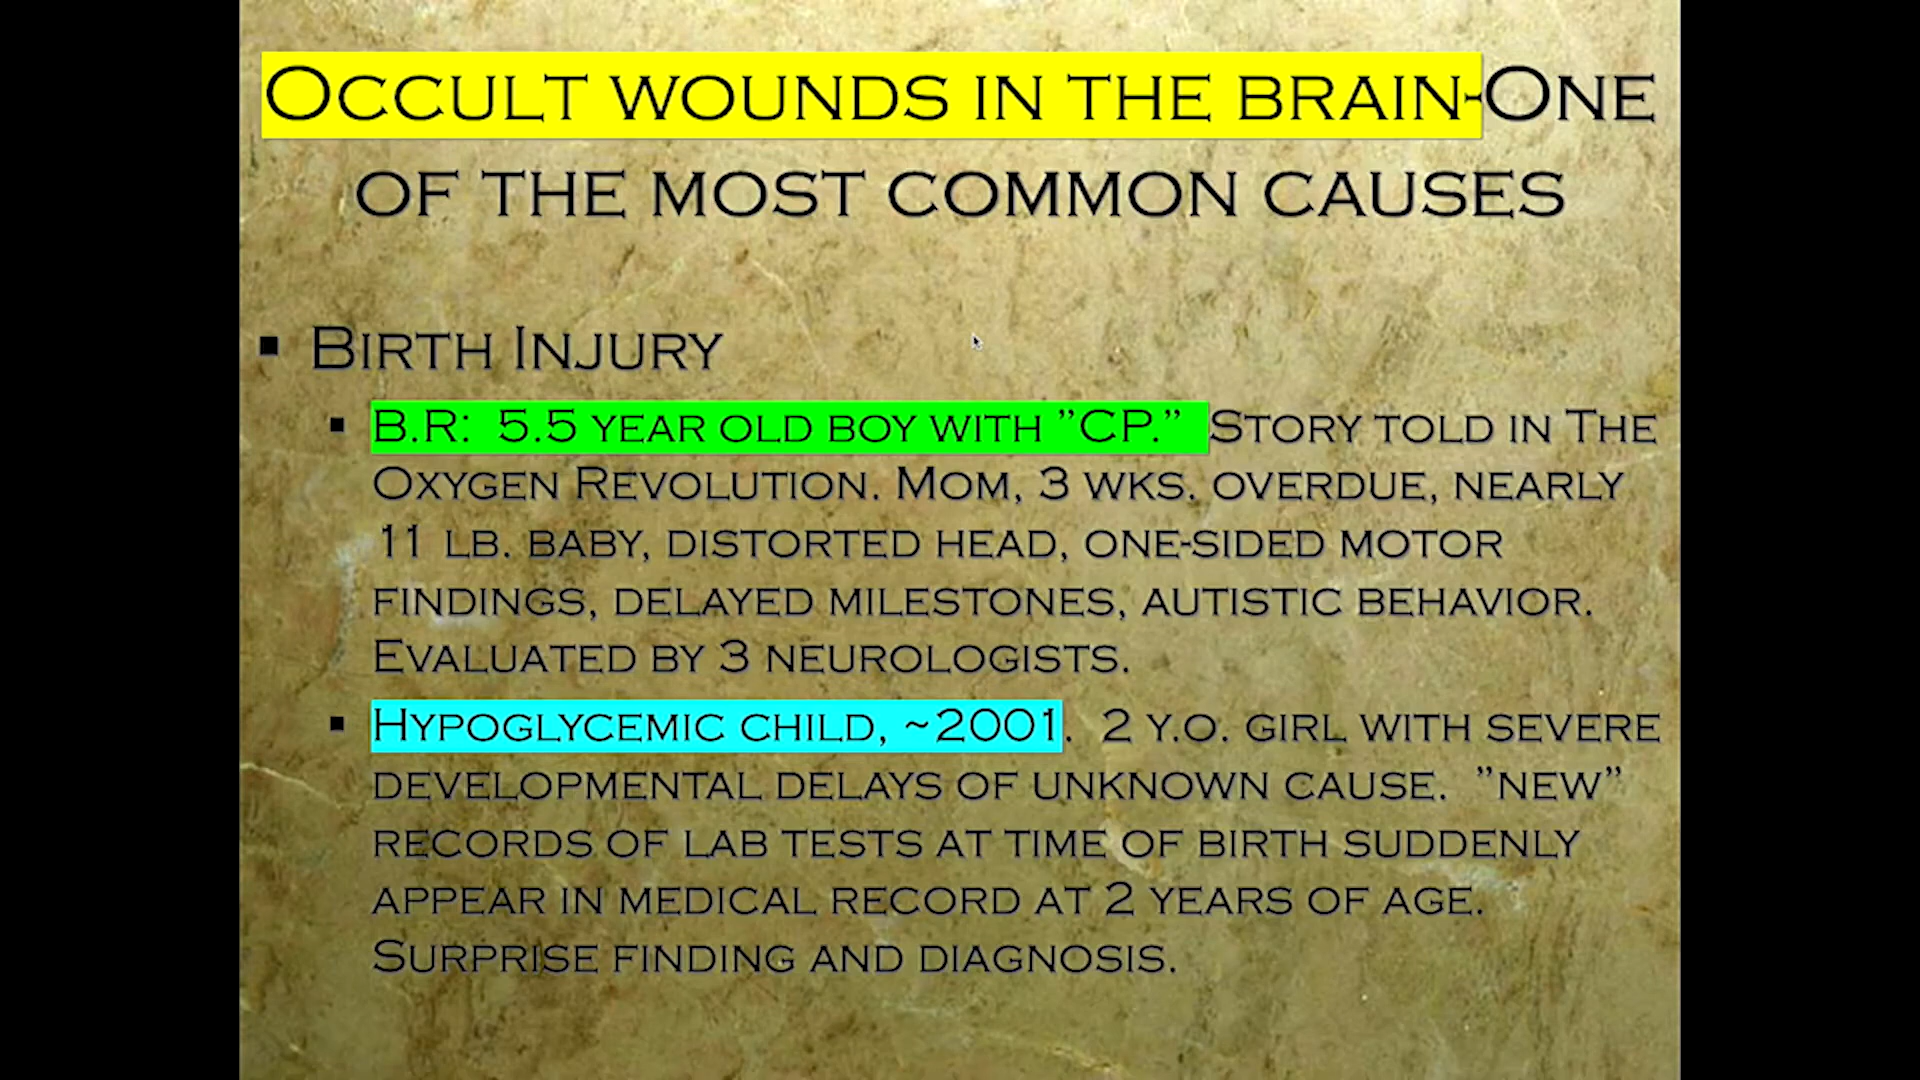 Occult wounds in the brain-One
of the most common causes
▪ Birth Injury
▪ B.R: 5.5 year old boy with ”CP.” Story told in The
Oxygen Revolution. Mom, 3 wks. overdue, nearly
11 lb. baby, distorted head, one-sided motor
findings, delayed milestones, autistic behavior.
Evaluated by 3 neurologists.
▪ Hypoglycemic child, ~2001. 2 y.o. girl with severe
developmental delays of unknown cause. ”new”
records of lab tests at time of birth suddenly
appear in medical record at 2 years of age.
Surprise finding and diagnosis.